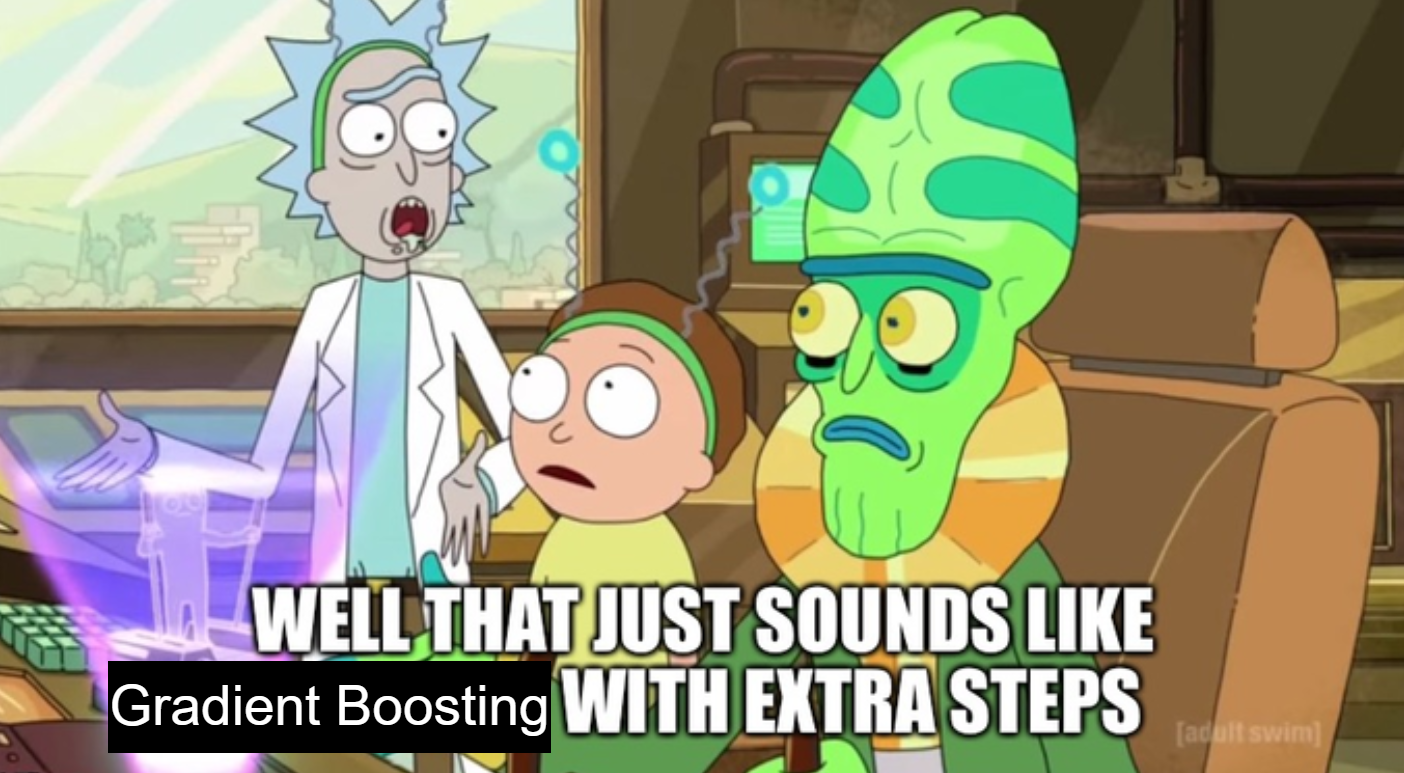 WELL THAT JUST SOUNDS LIKE
Gradient Boosting WITH EXTRA STEPS
[adult swim]